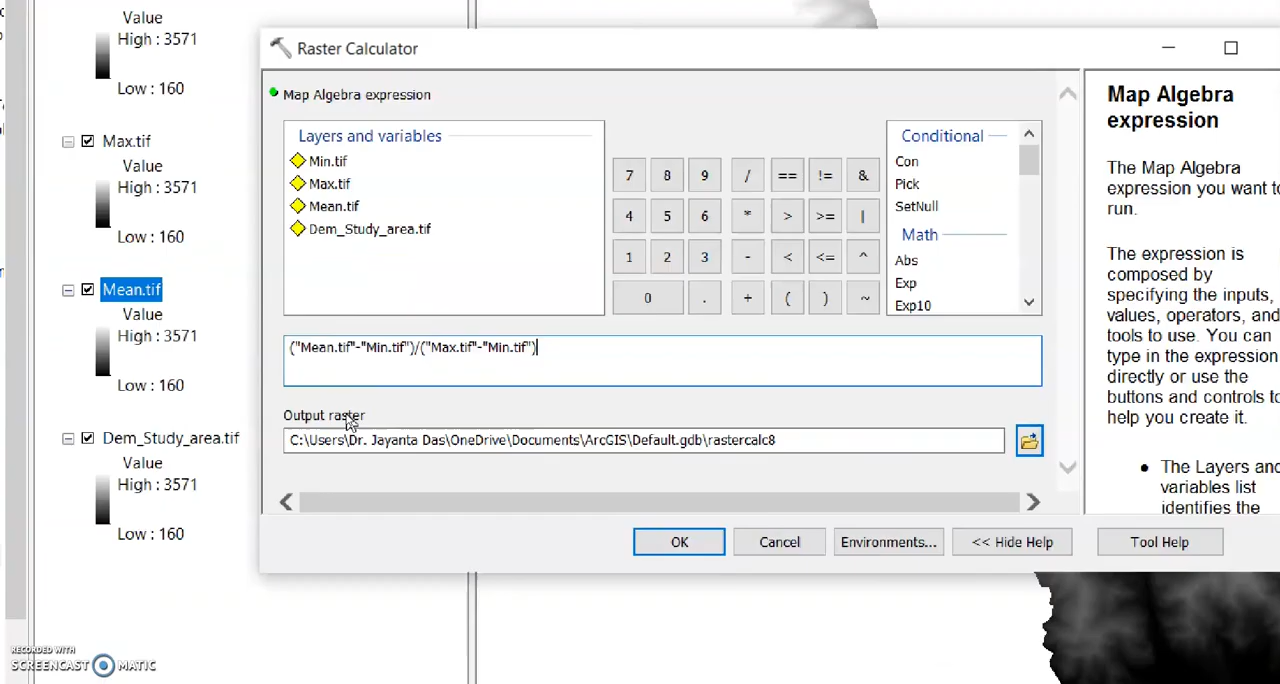 Value
High : 3571
Low : 160
Max.tif
Value
High : 3571
Low : 160
Mean.tif
Value
High : 3571
Low : 160
Dem_Study_area.tif
Value
High : 3571
Low : 160
RECORDED WITH
SCREENCAST MATIC
Raster Calculator
Map Algebra expression
Layers and variables
Min.tif
Max.tif
Mean.tif
Dem_Study_area.tif
7 8 9 / == != &
4 5 6 * > >= |
1 2 3 - < <= ^
0 . + ( ) ~
Conditional
Con
Pick
SetNull
Math
Abs
Exp
Exp10
("Mean.tif"-"Min.tif")/("Max.tif"-"Min.tif")
Output raster
C:\Users\Dr. Jayanta Das\OneDrive\Documents\ArcGIS\Default.gdb\rastercalc8
OK Cancel Environments... << Hide Help Tool Help
Map Algebra
expression
The Map Algebra
expression you want to
run.
The expression is
composed by
specifying the inputs,
values, operators, and
tools to use. You can
type in the expression
directly or use the
buttons and controls to
help you create it.
• The Layers and
variables list
identifies the